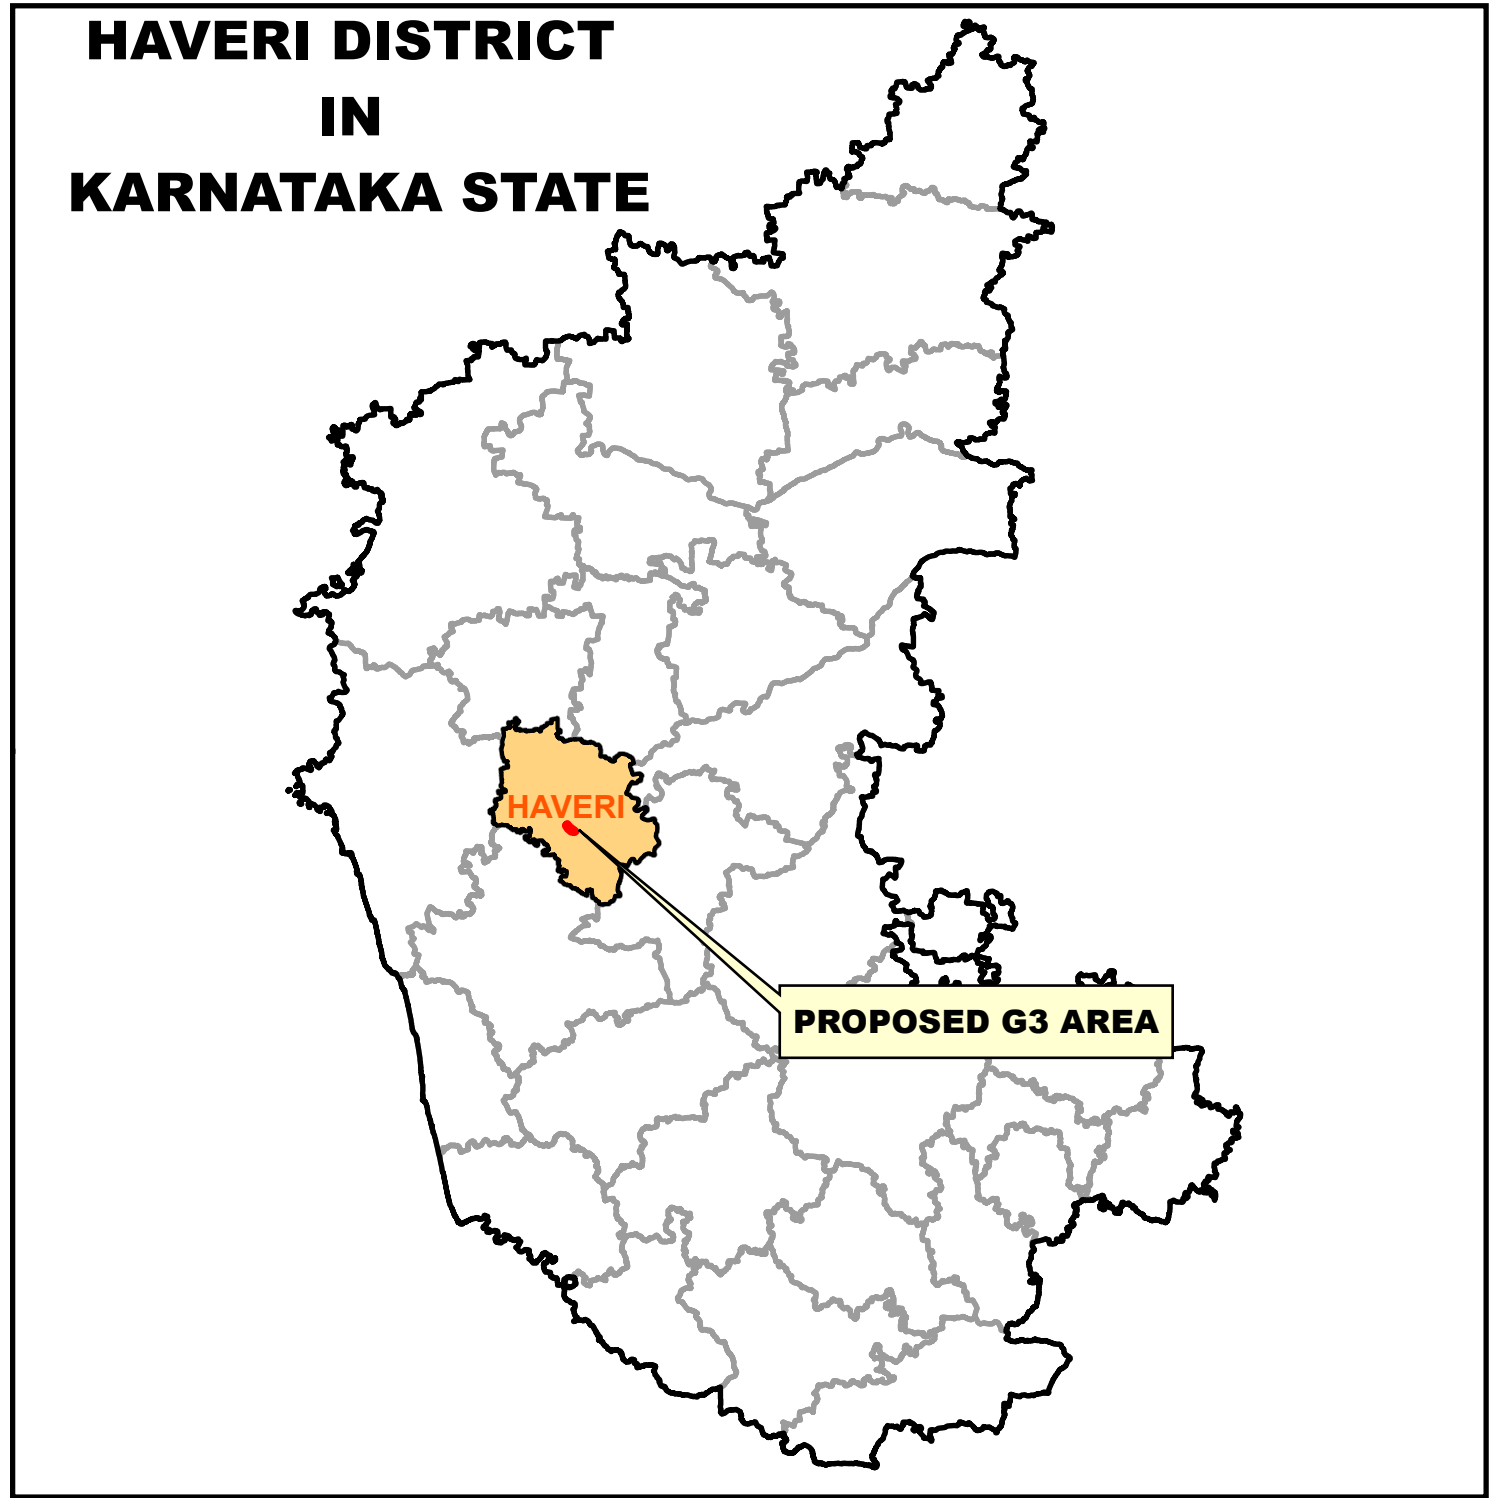 HAVERI DISTRICT
IN
KARNATAKA STATE
HAVERI
PROPOSED G3 AREA